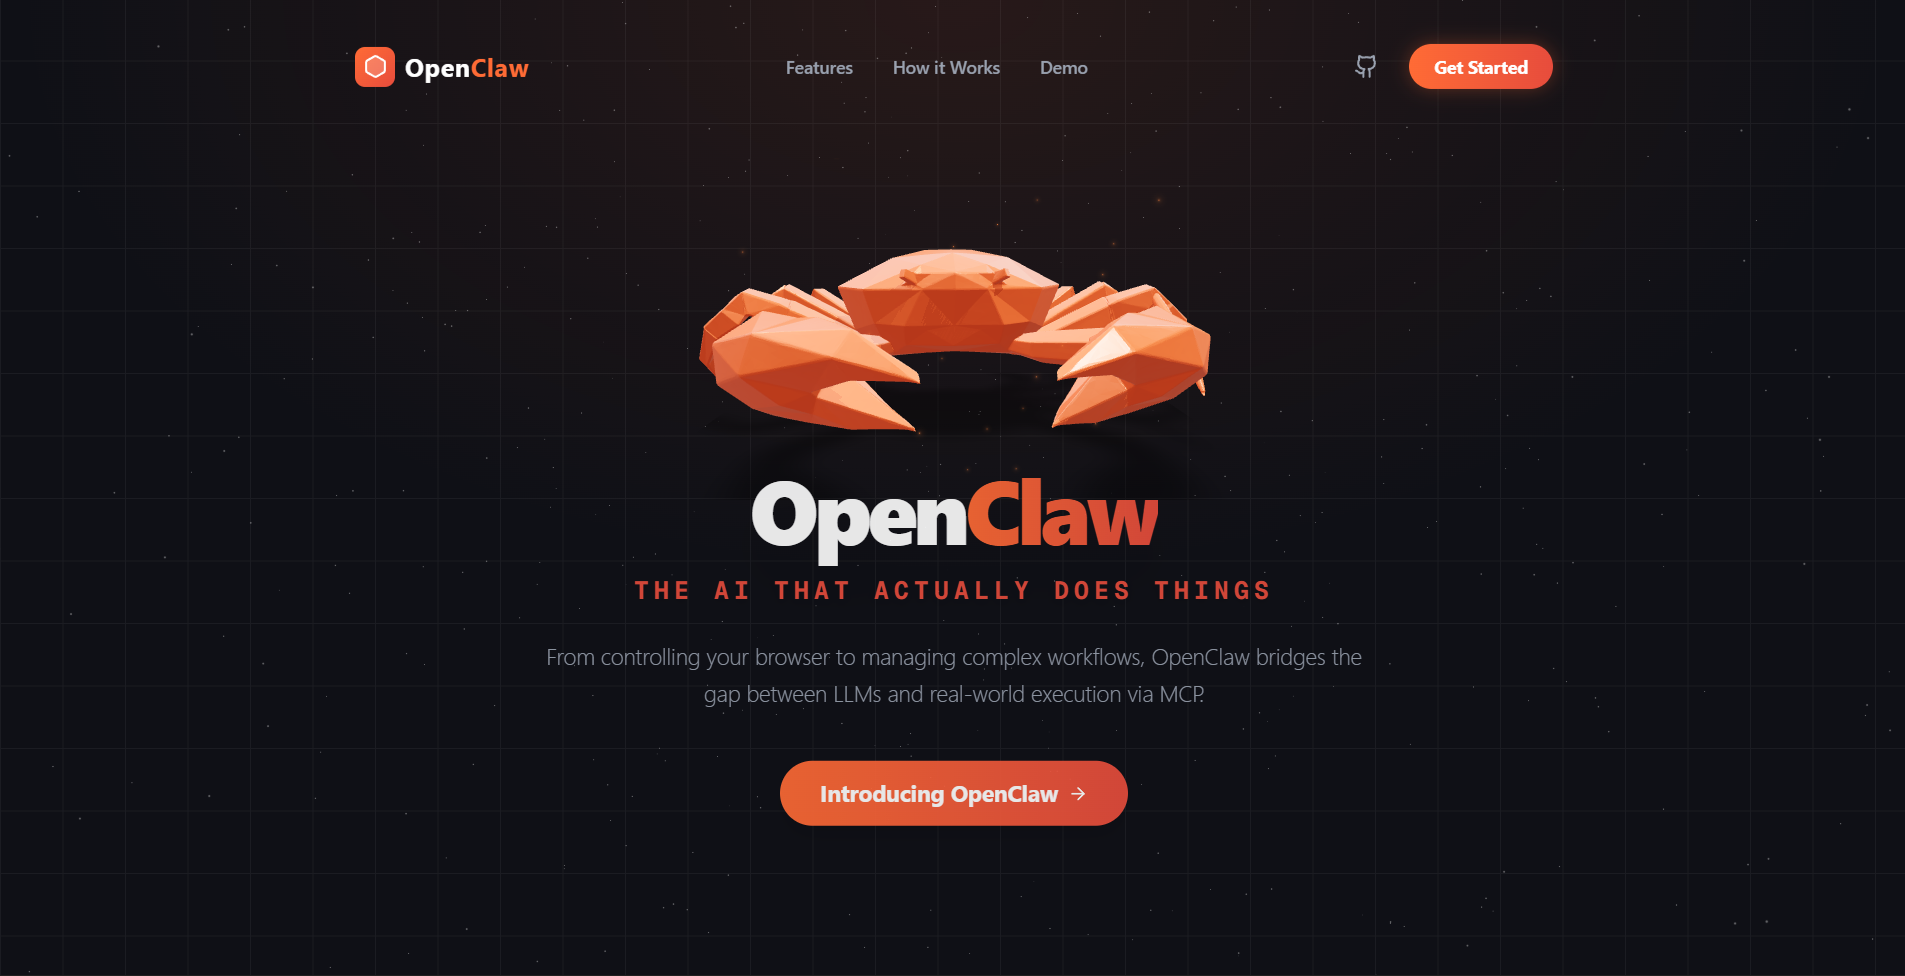 OpenClaw
Features
How it Works
Demo
Get Started
OpenClaw
THE AI THAT ACTUALLY DOES THINGS
From controlling your browser to managing complex workflows, OpenClaw bridges the
gap between LLMs and real-world execution via MCP.
Introducing OpenClaw →